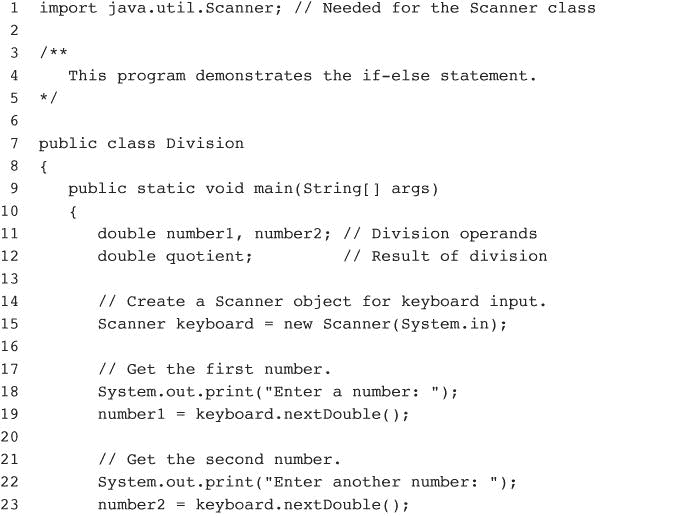 1 import java.util.Scanner; // Needed for the Scanner class
2
3 /**
4    This program demonstrates the if-else statement.
5 */
6
7 public class Division
8 {
9    public static void main(String[] args)
10    {
11       double number1, number2; // Division operands
12       double quotient;         // Result of division
13
14       // Create a Scanner object for keyboard input.
15       Scanner keyboard = new Scanner(System.in);
16
17       // Get the first number.
18       System.out.print("Enter a number: ");
19       number1 = keyboard.nextDouble();
20
21       // Get the second number.
22       System.out.print("Enter another number: ");
23       number2 = keyboard.nextDouble();